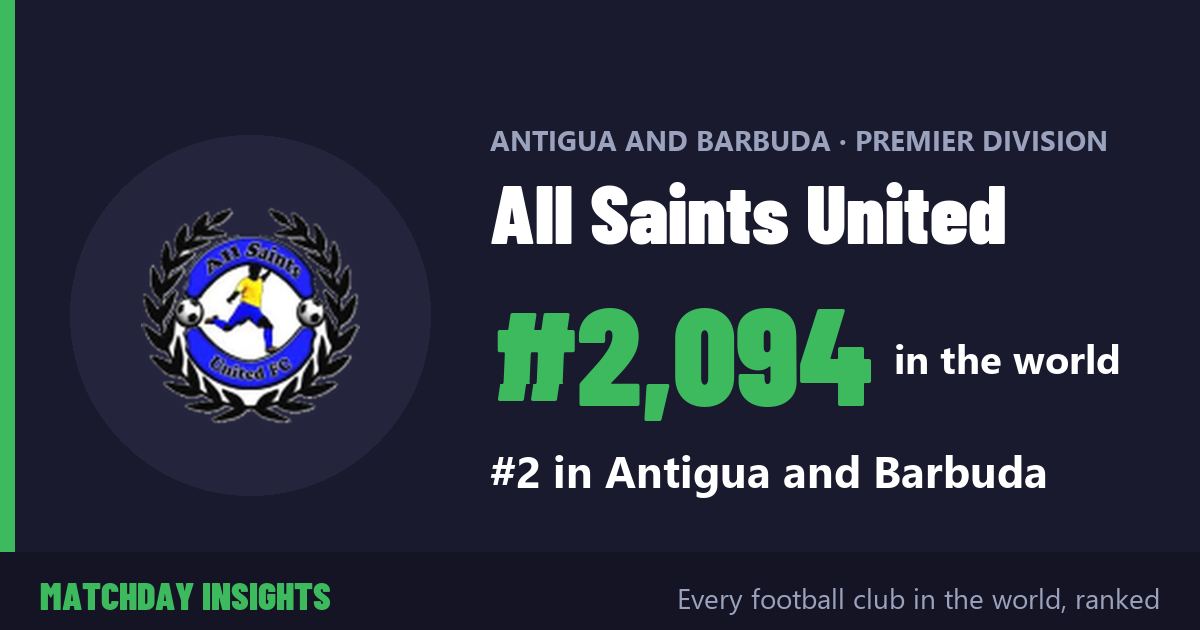 ANTIGUA AND BARBUDA · PREMIER DIVISION
All Saints United
All Saints
United FC
#2,094 in the world
#2 in Antigua and Barbuda
MATCHDAY INSIGHTS
Every football club in the world, ranked